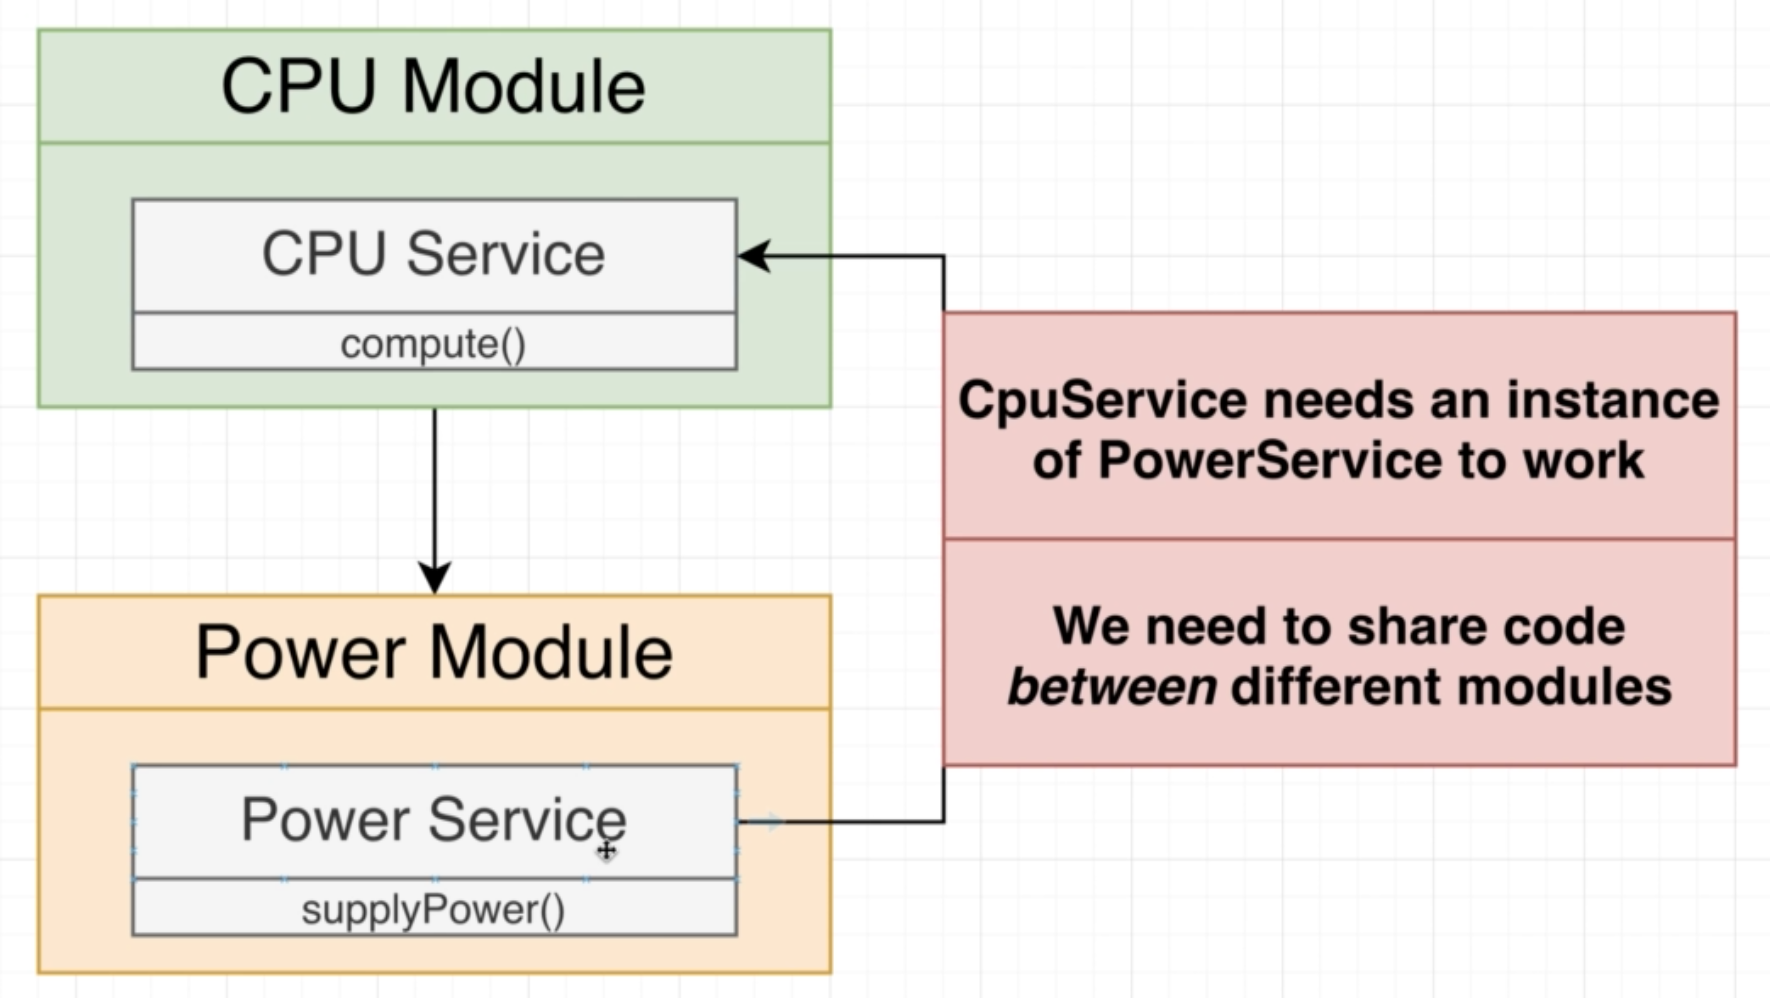 CPU Module
CPU Service
compute()
CpuService needs an instance
of PowerService to work
We need to share code
between different modules
Power Module
Power Service
supplyPower()